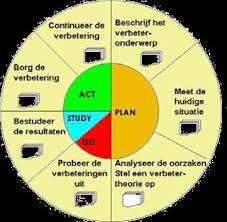 Continueer de
verbetering
Beschrijf het
verbeter-
onderwerp
Borg de
verbetering
Meet de
huidige
situatie
ACT
PLAN
STUDY
DO
Bestudeer
de resultaten
Probeer de
verbeteringen
uit
Analyseer de oorzaken
Stel een verbeter-
theorie op